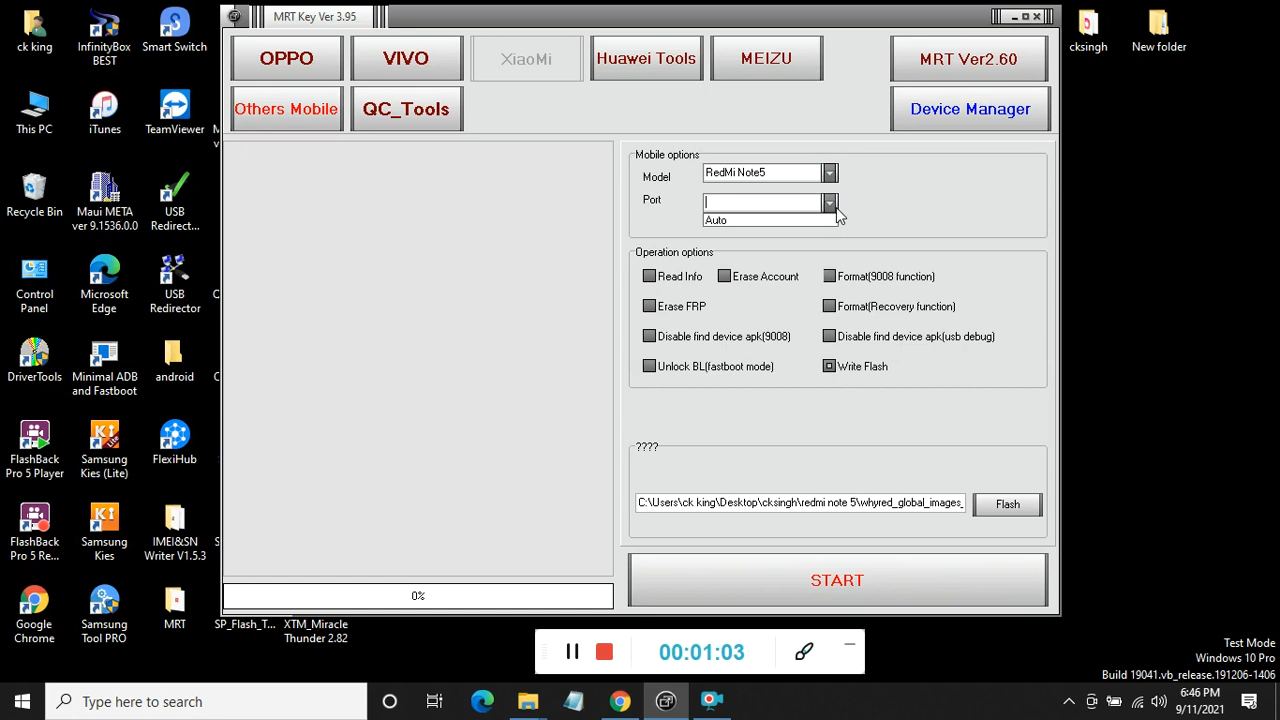 MRT Key Ver 3.95
OPPO
VIVO
XiaoMi
Huawei Tools
MEIZU
MRT Ver2.60
Others Mobile
QC_Tools
Device Manager
Mobile options
Model
RedMi Note5
Port
Auto
Operation options
Read Info
Erase Account
Format(9008 function)
Erase FRP
Format(Recovery function)
Disable find device apk(9008)
Disable find device apk(usb debug)
Unlock BL(fastboot mode)
Write Flash
????
C:\Users\ck king\Desktop\cksingh\redmi note 5\whyred_global_images_
Flash
START
0%
ck king
InfinityBox
BEST
Smart Switch
This PC
iTunes
TeamViewer
Recycle Bin
Maui META
ver 9.1536.0.0
USB
Redirect...
Control
Panel
Microsoft
Edge
USB
Redirector
DriverTools
Minimal ADB
and Fastboot
android
FlashBack
Pro 5 Player
Samsung
Kies (Lite)
FlexiHub
FlashBack
Pro 5 Re...
Samsung
Kies
IMEI&SN
Writer V1.5.3
Google
Chrome
Samsung
Tool PRO
MRT
SP_Flash_T...
XTM_Miracle
Thunder 2.82
cksingh
New folder
00:01:03
Test Mode
Windows 10 Pro
Build 19041.vb_release.191206-1406
Type here to search
6:46 PM
9/11/2021